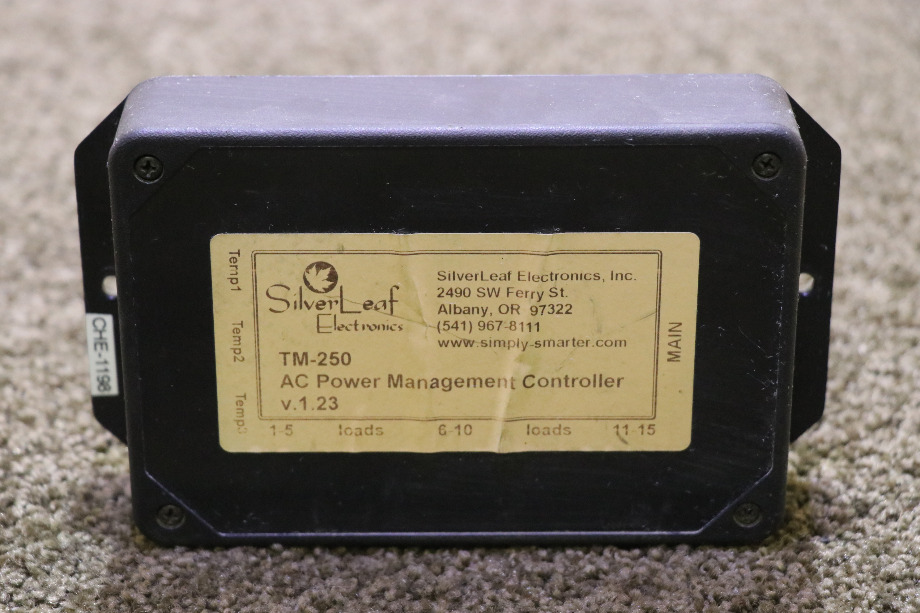 SilverLeaf
Electronics
SilverLeaf Electronics, Inc.
2490 SW Ferry St.
Albany, OR 97322
(541) 967-8111
www.simply-smarter.com
TM-250
AC Power Management Controller
v.1.23
1-5 loads 6-10 loads 11-15
Temp1
Temp2
Temp3
MAIN
CHE-1198